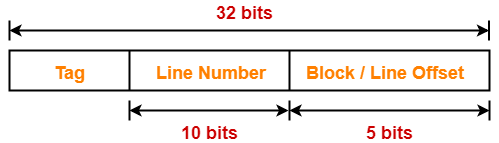 32 bits
Tag
Line Number
Block / Line Offset
10 bits
5 bits